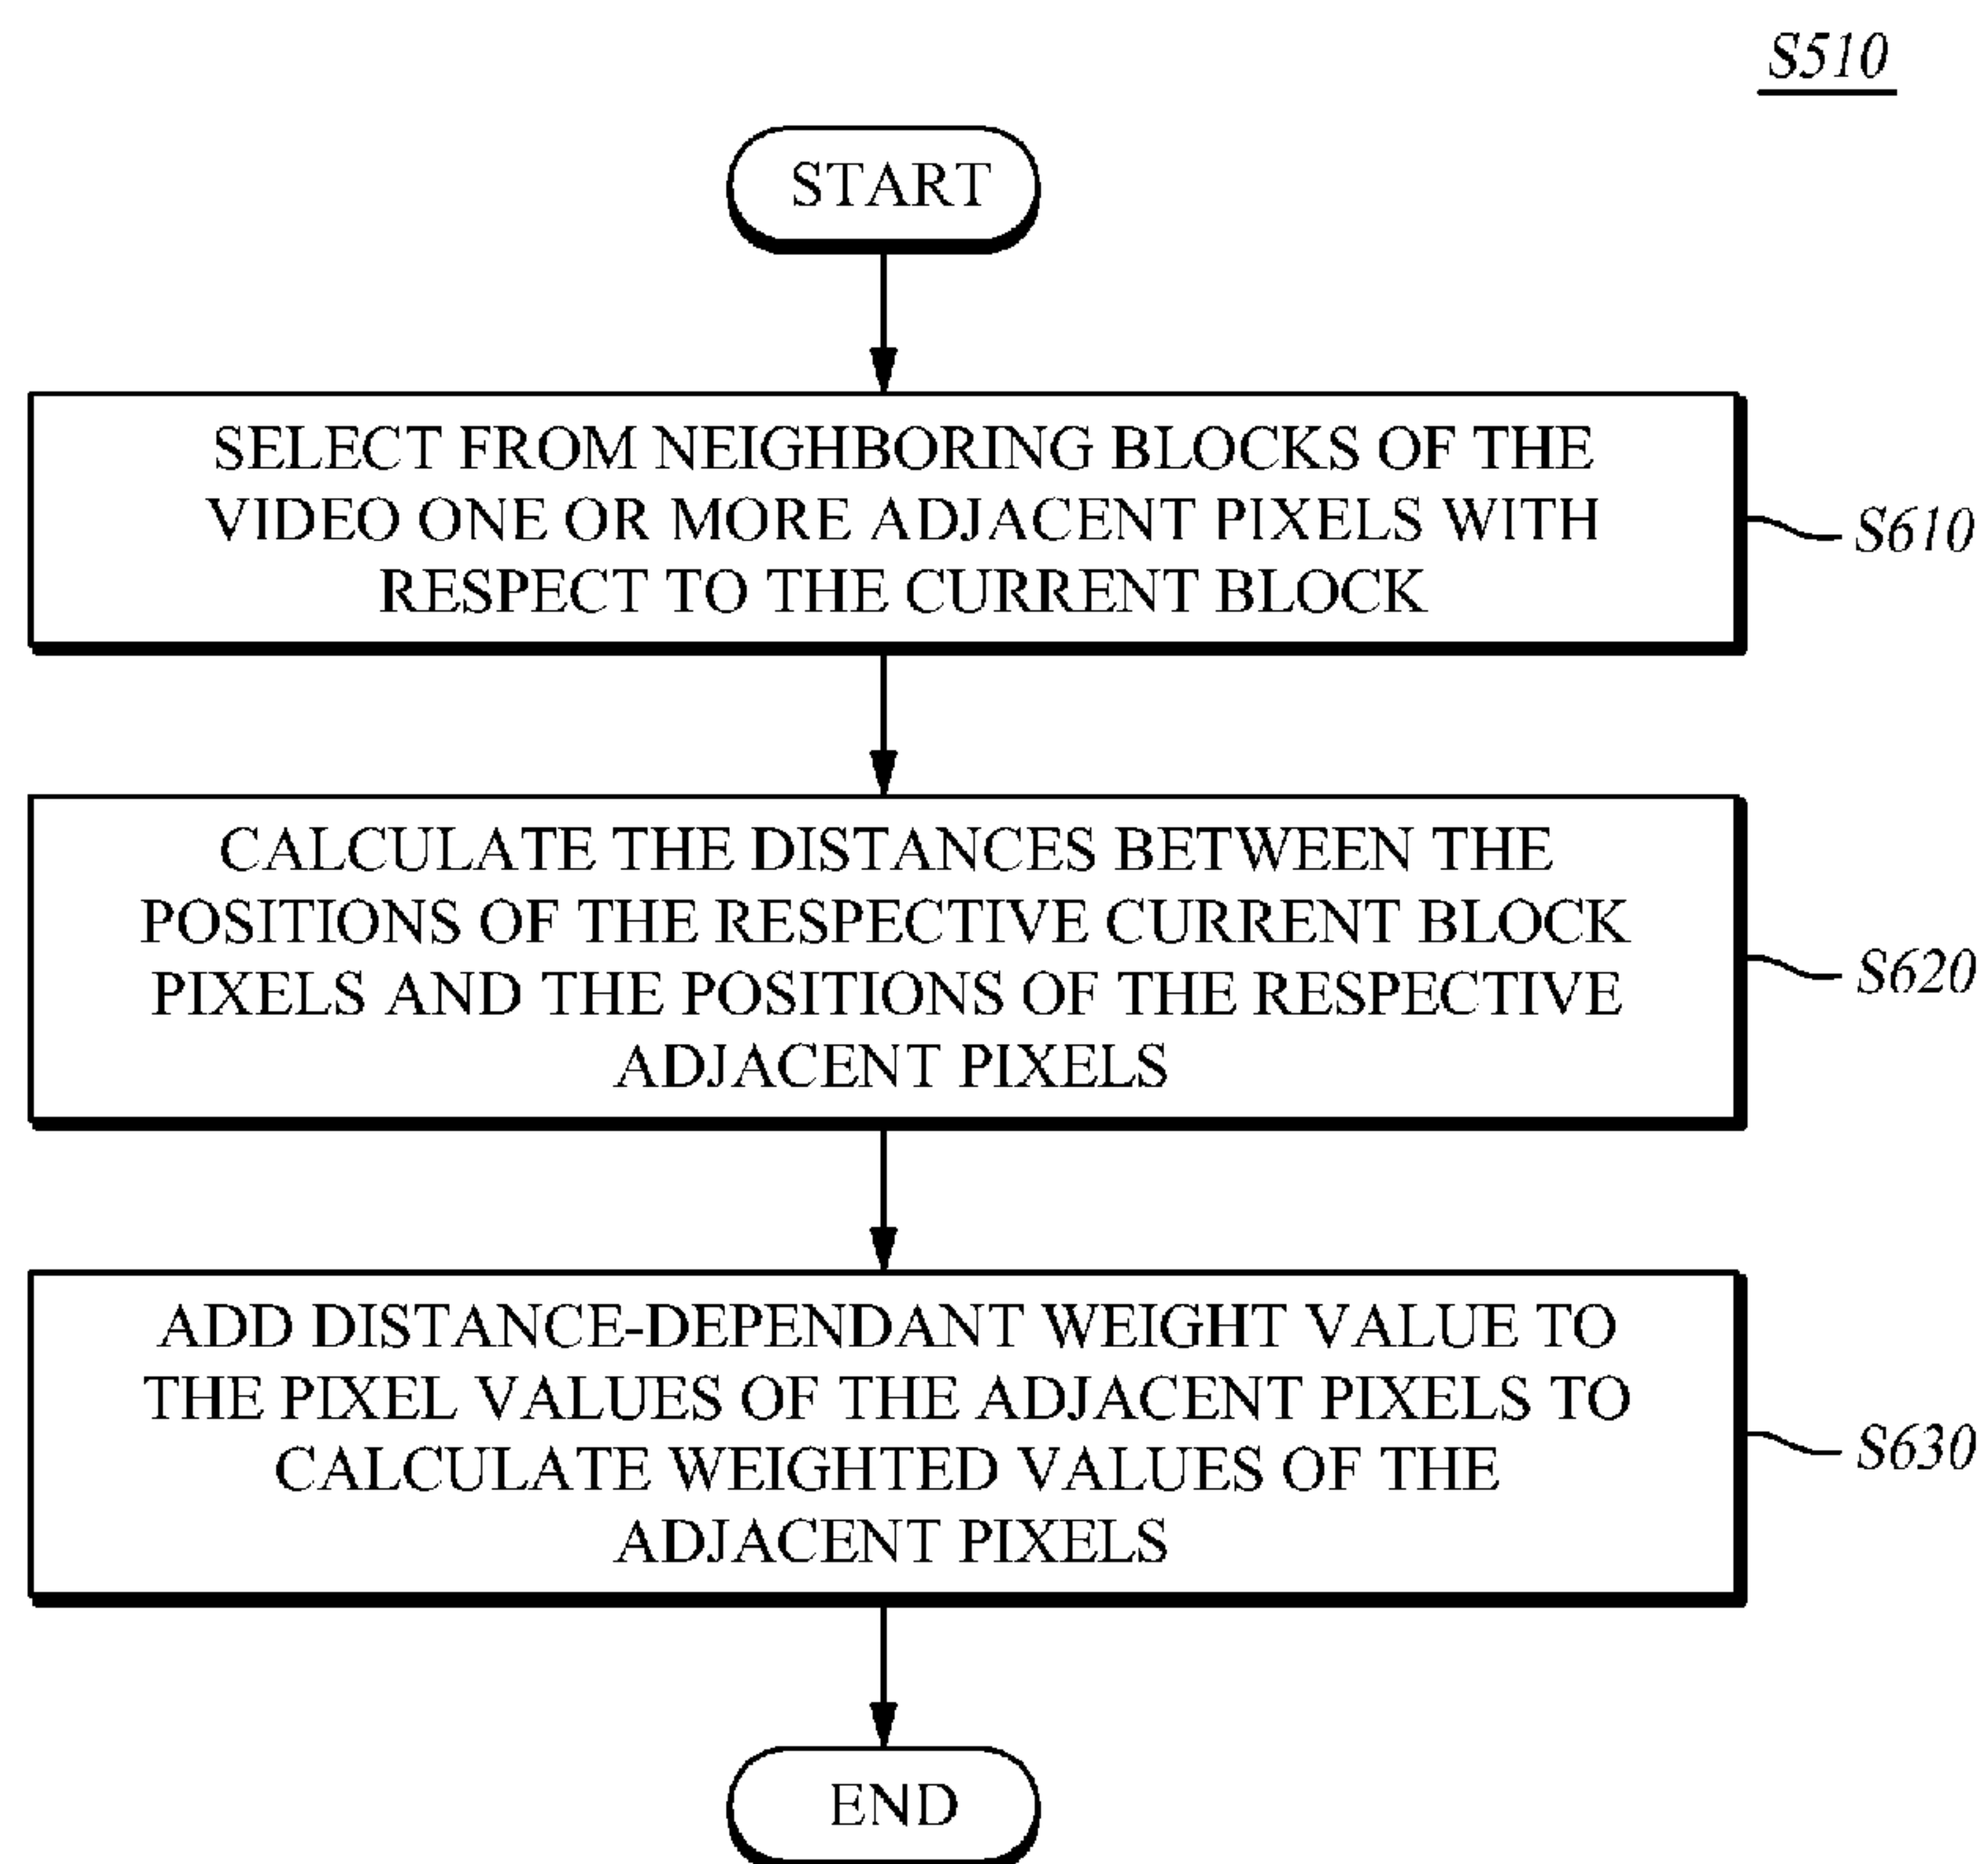 S510
START
SELECT FROM NEIGHBORING BLOCKS OF THE
VIDEO ONE OR MORE ADJACENT PIXELS WITH
RESPECT TO THE CURRENT BLOCK
S610
CALCULATE THE DISTANCES BETWEEN THE
POSITIONS OF THE RESPECTIVE CURRENT BLOCK
PIXELS AND THE POSITIONS OF THE RESPECTIVE
ADJACENT PIXELS
S620
ADD DISTANCE-DEPENDANT WEIGHT VALUE TO
THE PIXEL VALUES OF THE ADJACENT PIXELS TO
CALCULATE WEIGHTED VALUES OF THE
ADJACENT PIXELS
S630
END